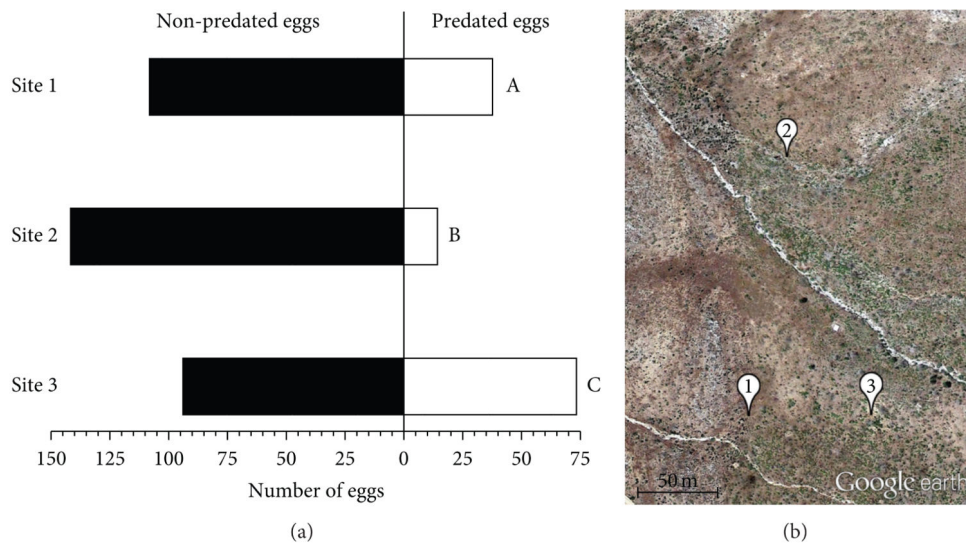 Non-predated eggs Predated eggs
Site 1 A
Site 2 B
Site 3 C
150 125 100 75 50 25 0 25 50 75
Number of eggs
(a)
2
1 3
50 m
Google earth
(b)